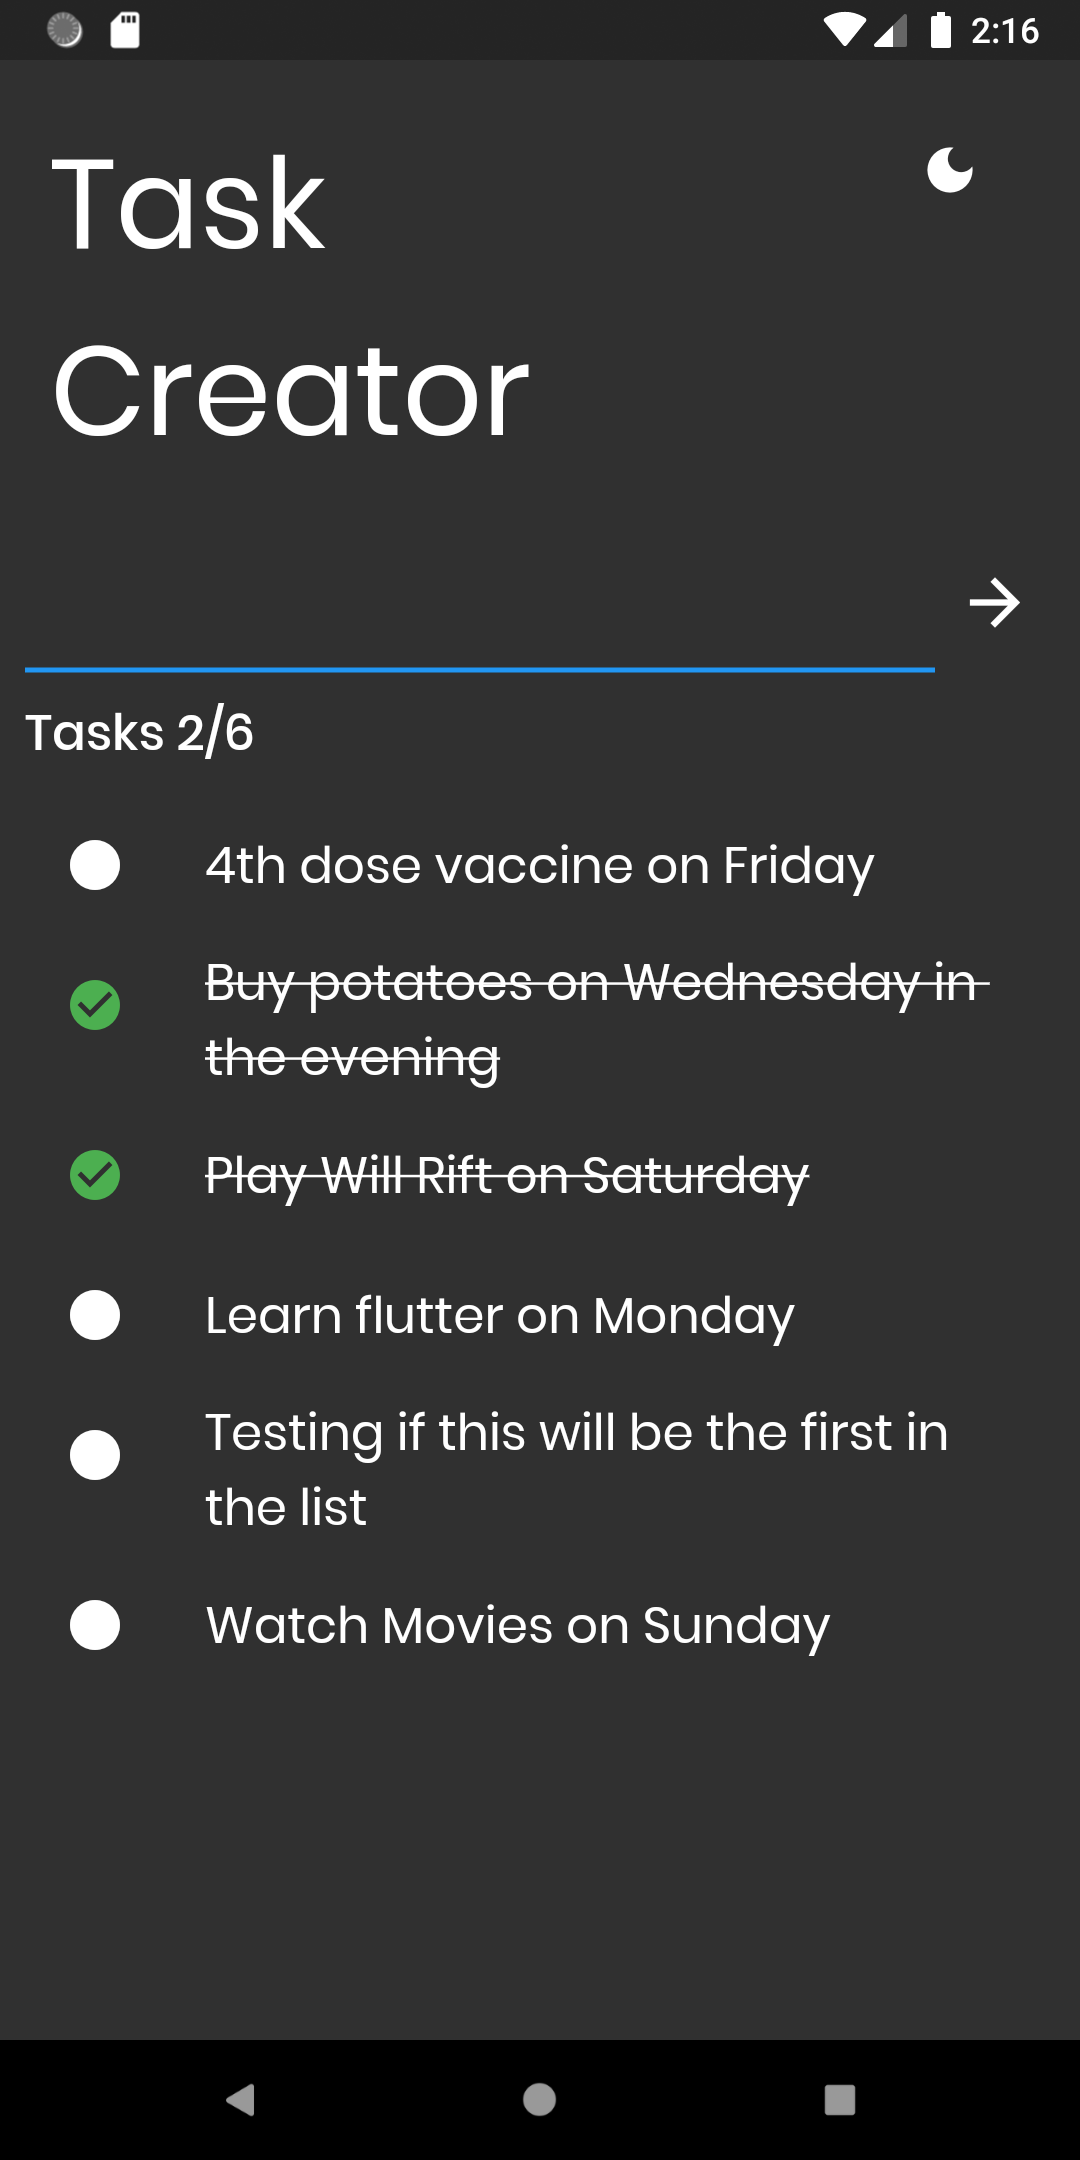 2:16
Task
Creator
Tasks 2/6
4th dose vaccine on Friday
Buy potatoes on Wednesday in
the evening
Play Will Rift on Saturday
Learn flutter on Monday
Testing if this will be the first in
the list
Watch Movies on Sunday